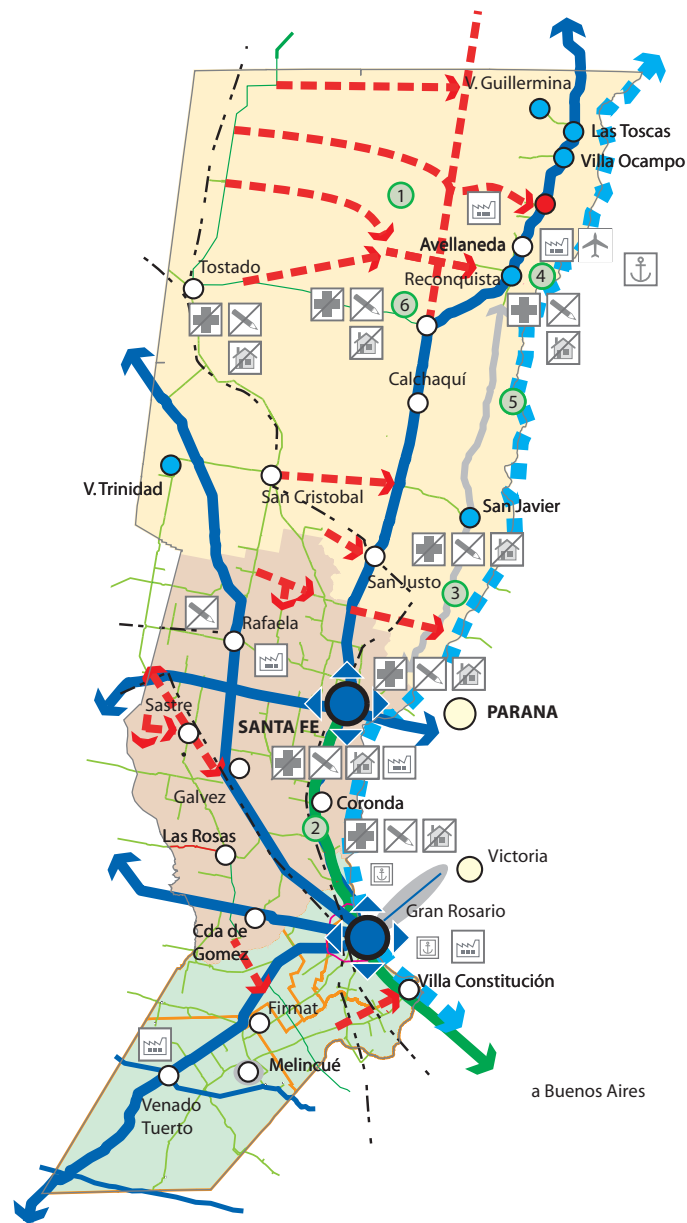 V. Guillermina
Las Toscas
Villa Ocampo
1
Avellaneda
Tostado
Reconquista
4
6
Calchaquí
5
V. Trinidad
San Cristobal
San Javier
San Justo
3
Rafaela
Sastre
SANTA FE
PARANA
Galvez
Coronda
2
Las Rosas
Victoria
Gran Rosario
Cda de
Gomez
Villa Constitución
Firmat
Melincué
a Buenos Aires
Venado
Tuerto